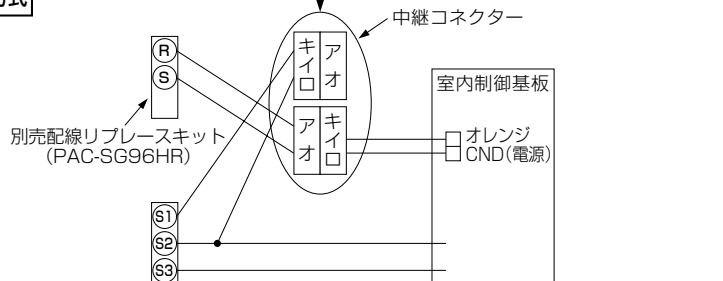 式
中継コネクター
R
S
キイロ
アオ
アオ
キイロ
室内制御基板
オレンジ
CND(電源)
別売配線リプレースキット
(PAC-SG96HR)
S1
S2
S3